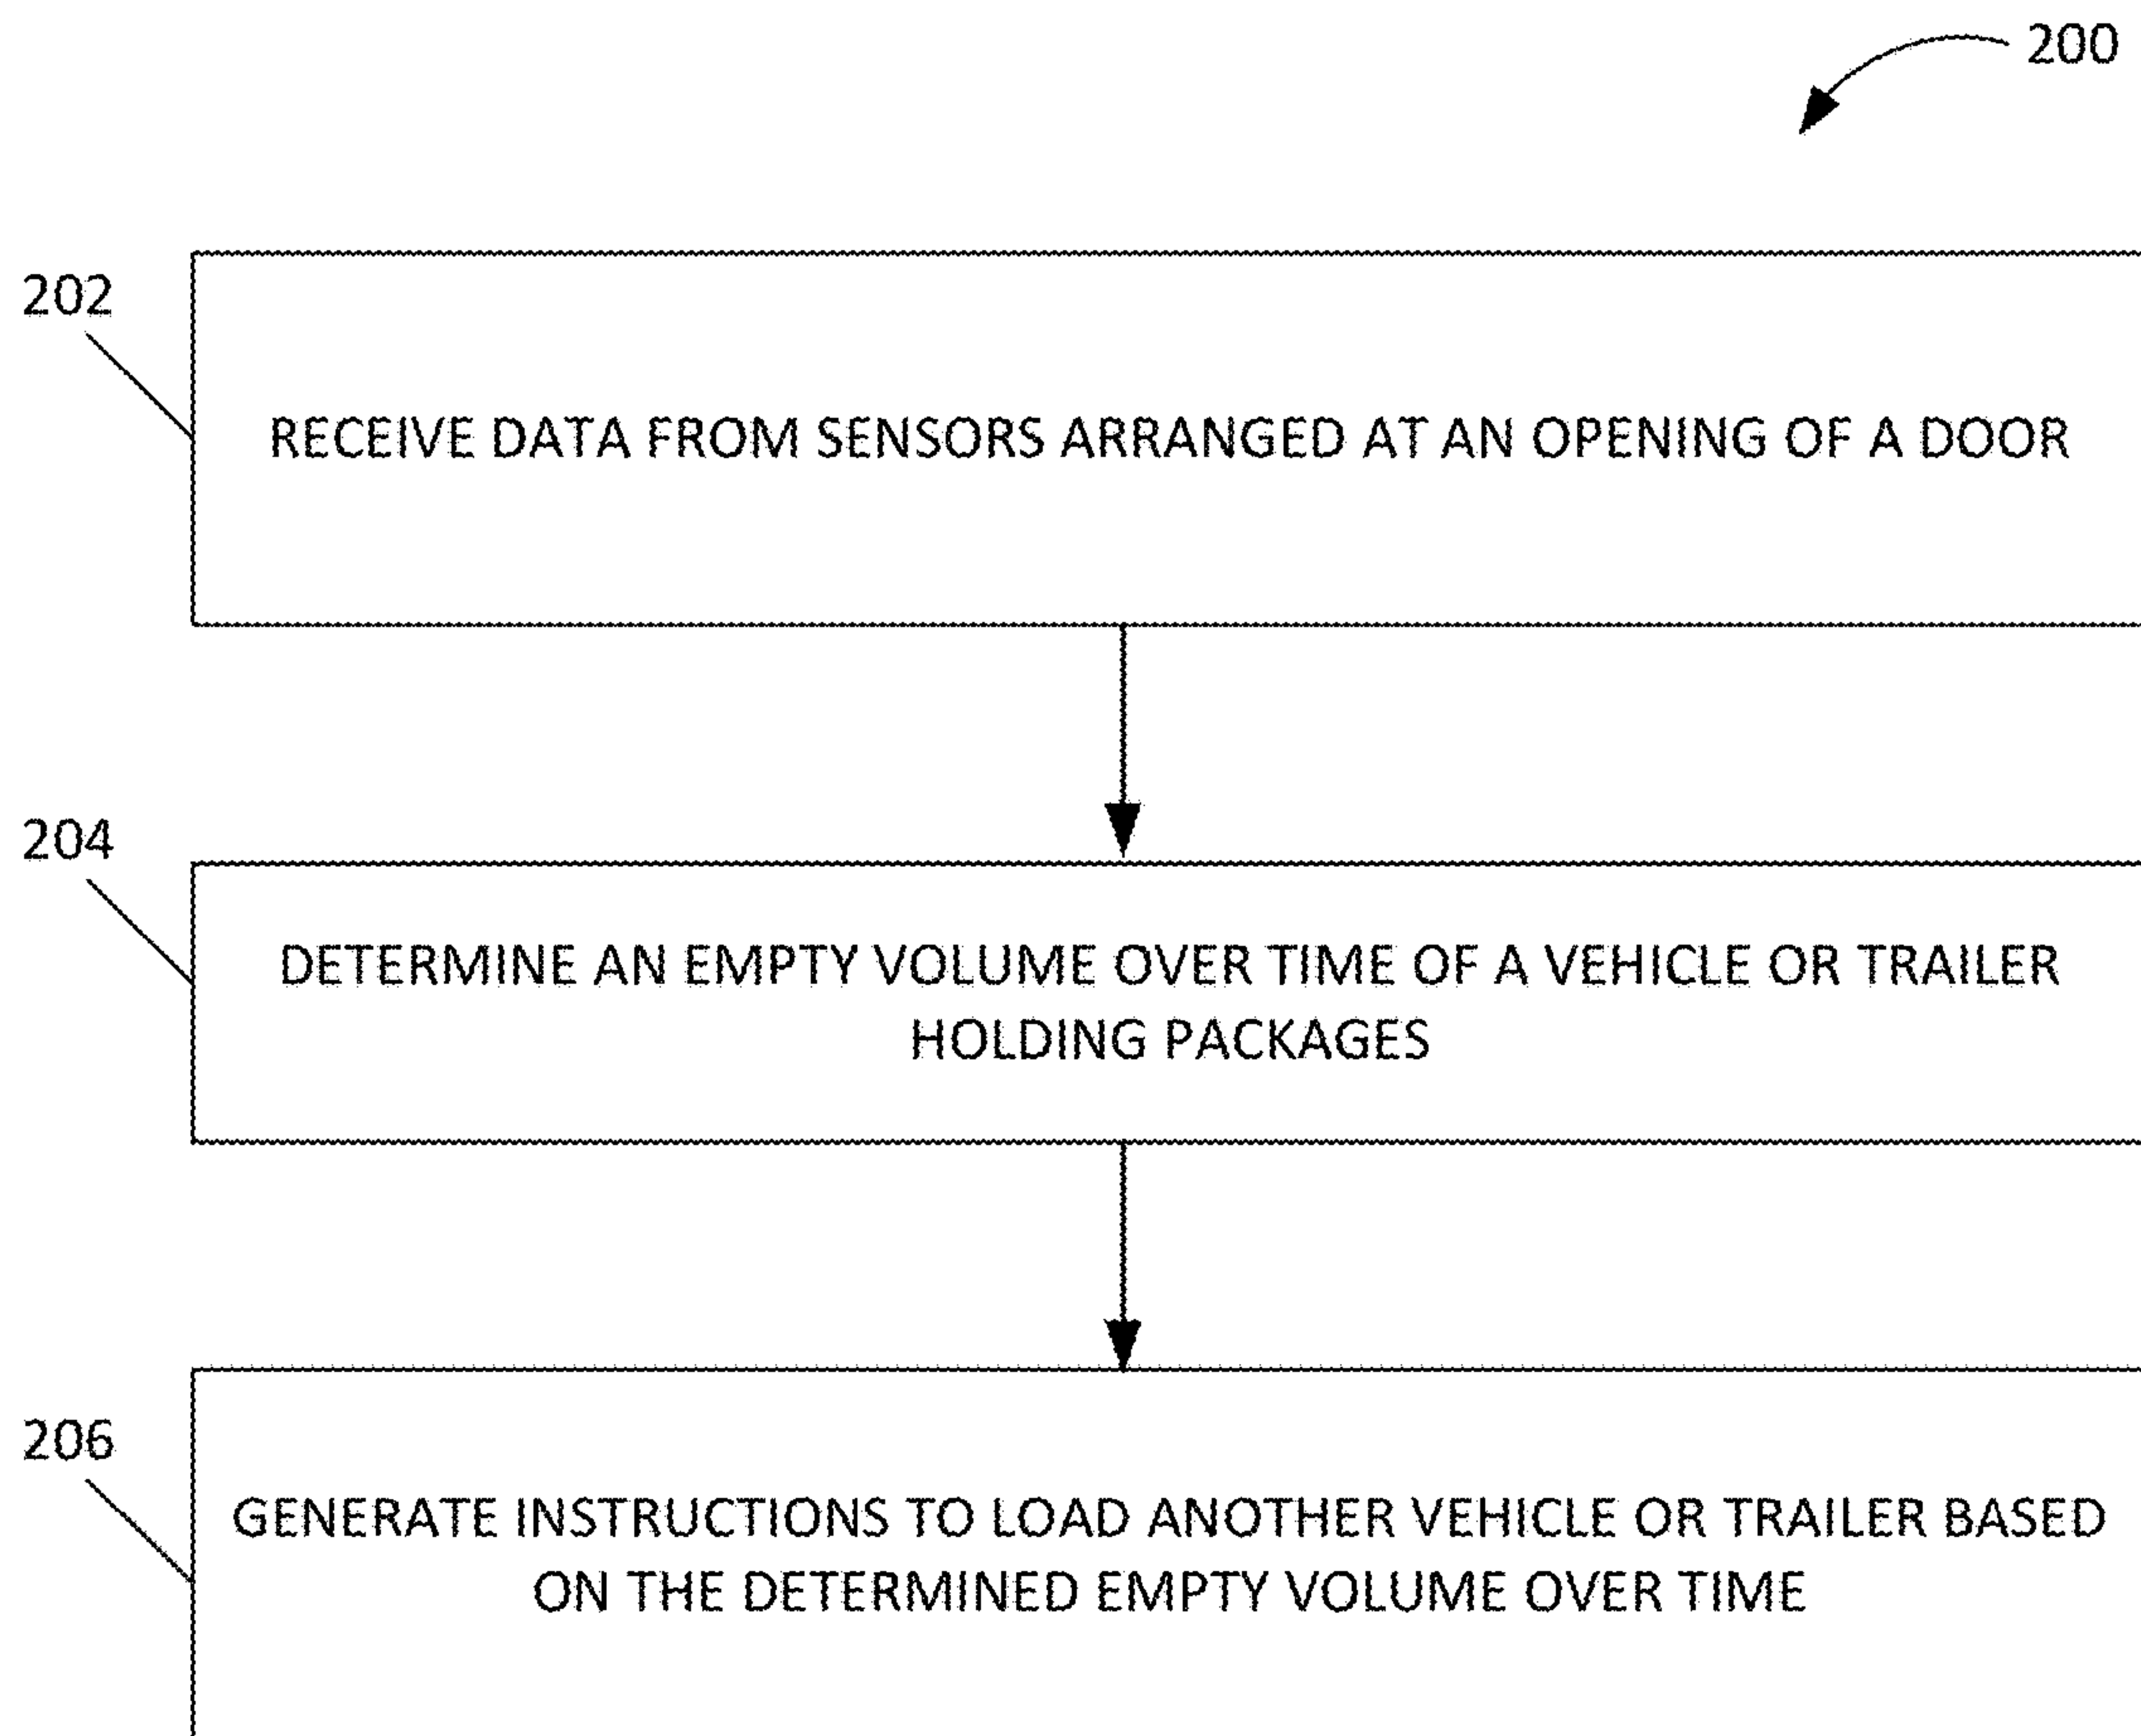 200
202
RECEIVE DATA FROM SENSORS ARRANGED AT AN OPENING OF A DOOR
204
DETERMINE AN EMPTY VOLUME OVER TIME OF A VEHICLE OR TRAILER
HOLDING PACKAGES
206
GENERATE INSTRUCTIONS TO LOAD ANOTHER VEHICLE OR TRAILER BASED
ON THE DETERMINED EMPTY VOLUME OVER TIME